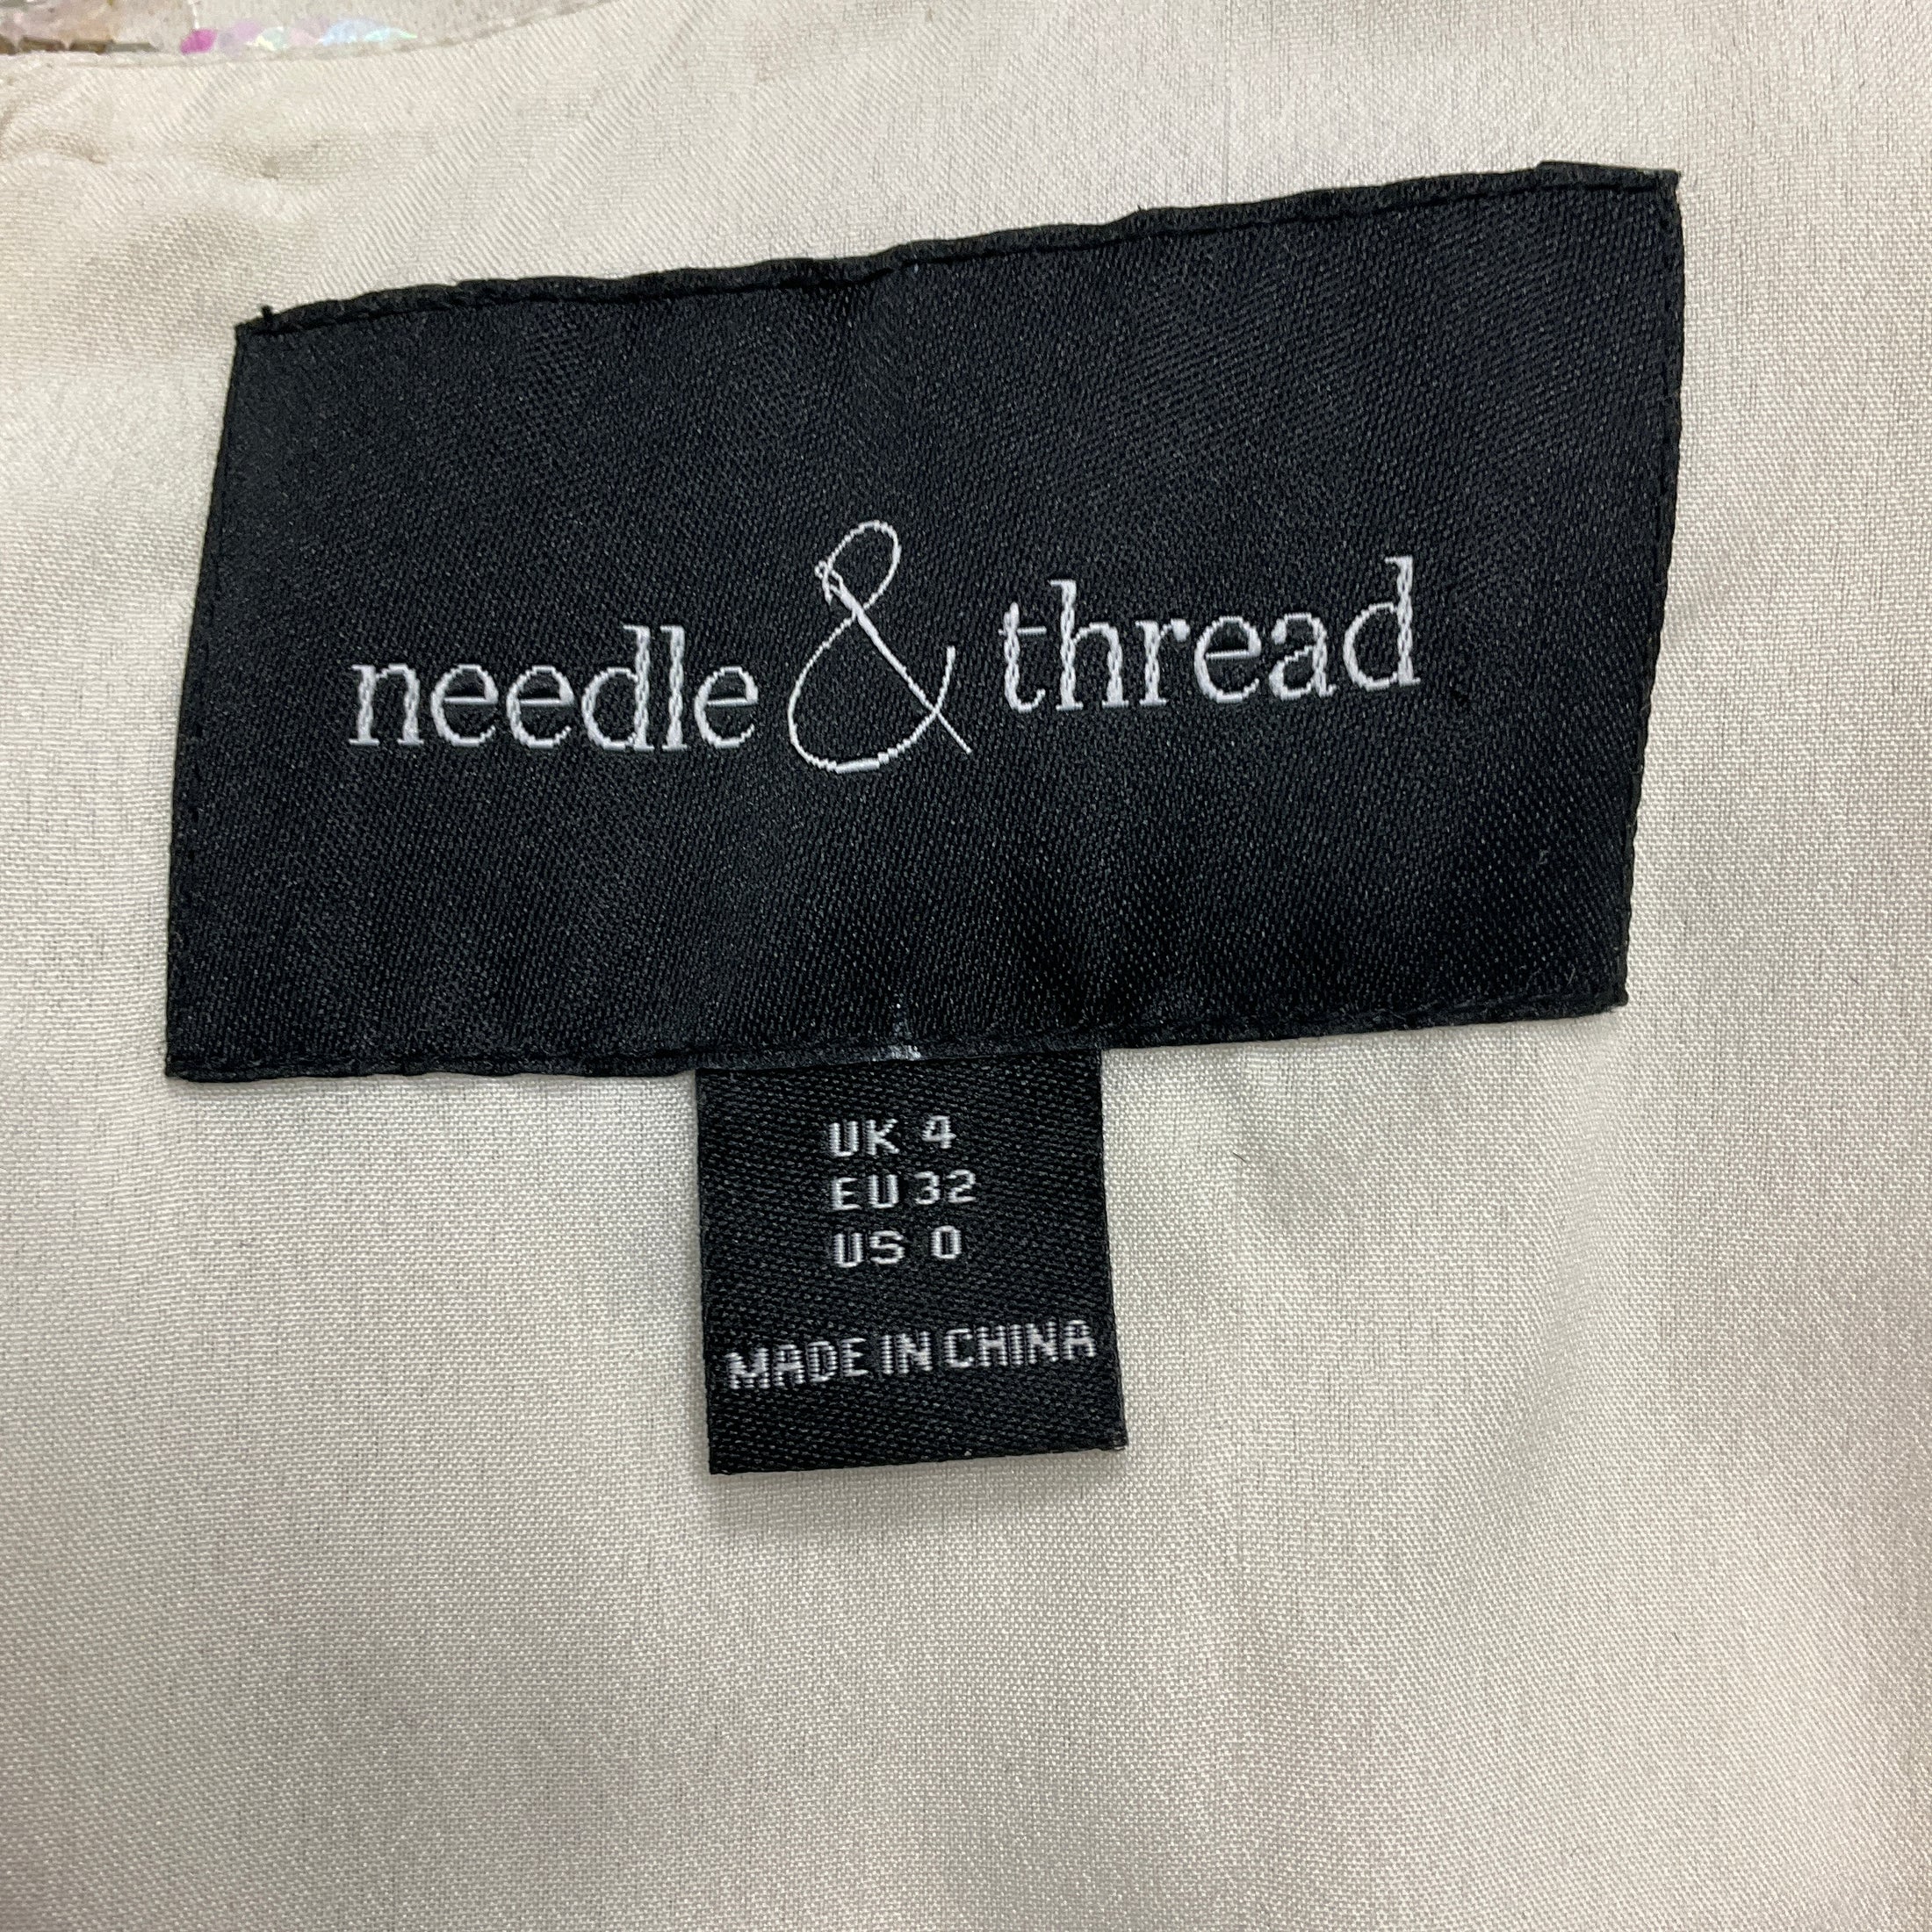 needle & thread
UK 4
EU 32
US 0
MADE IN CHINA